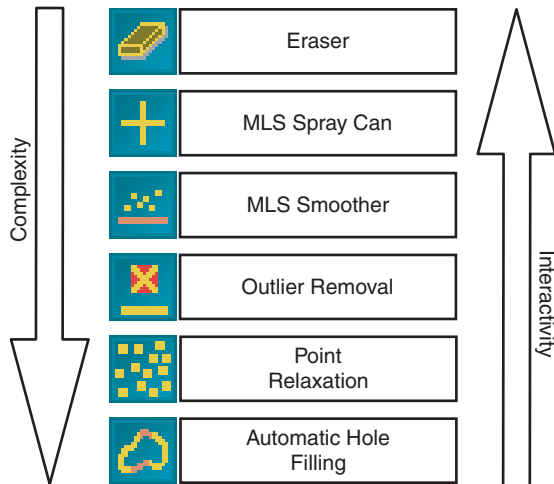 Eraser
MLS Spray Can
MLS Smoother
Outlier Removal
Point
Relaxation
Automatic Hole
Filling
Complexity
Interactivity